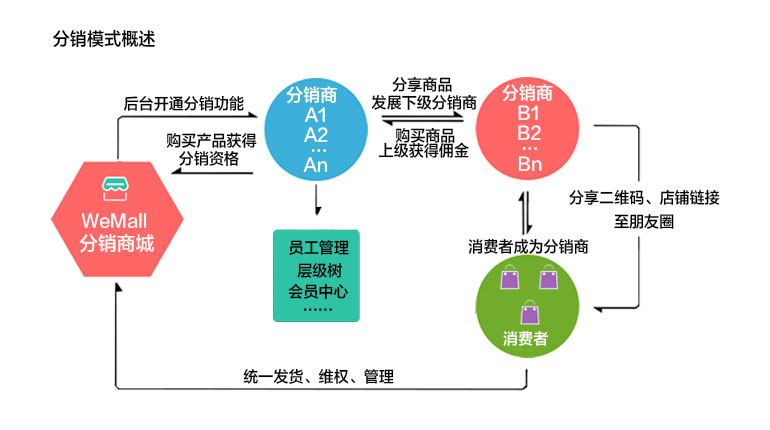 分销模式概述
后台开通分销功能
购买产品获得
分销资格
分销商
A1
A2
...
An
分享商品
发展下级分销商
购买商品
上级获得佣金
分销商
B1
B2
...
Bn
分享二维码、店铺链接
至朋友圈
WeMall
分销商城
员工管理
层级树
会员中心
······
消费者成为分销商
消费者
统一发货、维权、管理